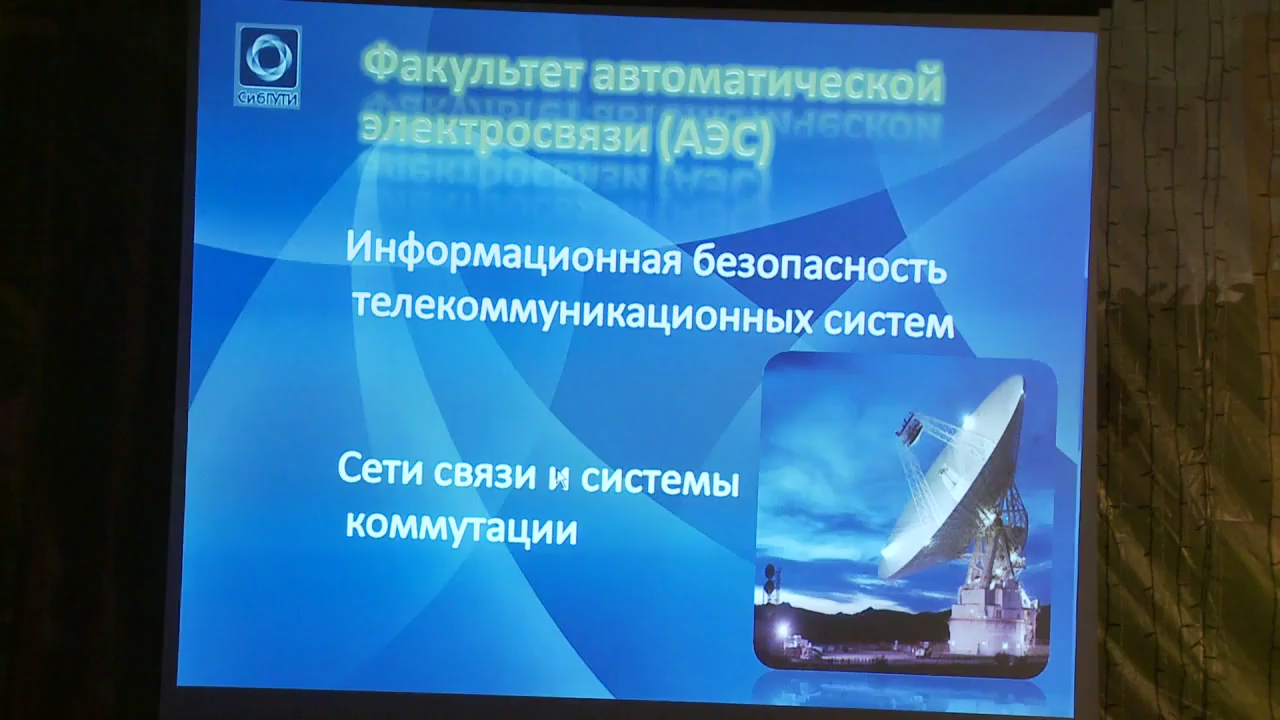 СибГУТИ
Факультет автоматической
электросвязи (АЭС)
Информационная безопасность
телекоммуникационных систем
Сети связи и системы
коммутации